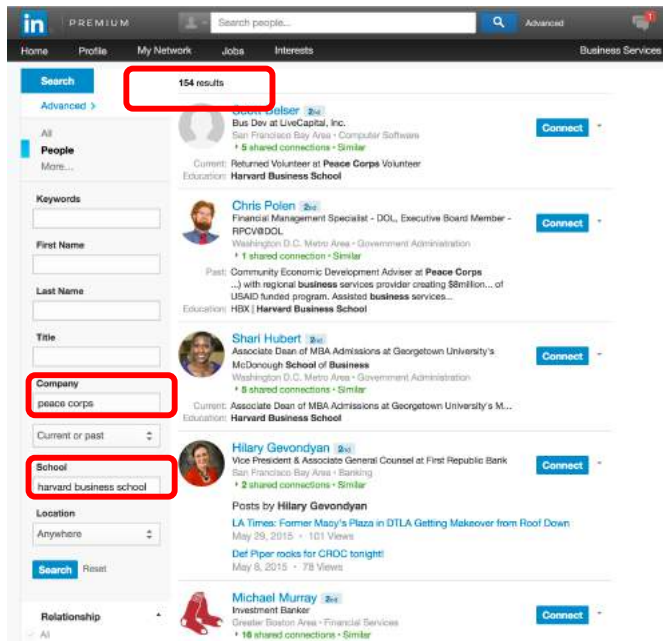 in PREMIUM Search people... Advanced 1
Home Profile My Network Jobs Interests Business Services
Search
Advanced >
All
People
More...
Keywords
First Name
Last Name
Title
Company
peace corps
Current or past
School
harvard business school
Location
Anywhere
Search Reset
Relationship
All
154 results
Belser 2nd
Bus Dev at LiveCapital, Inc.
San Francisco Bay Area • Computer Software
5 shared connections • Similar
Current: Returned Volunteer at Peace Corps Volunteer
Education: Harvard Business School
Connect
Chris Polen 2nd
Financial Management Specialist - DOL, Executive Board Member -
RPCV@DOL
Washington D.C. Metro Area • Government Administration
1 shared connection • Similar
Past: Community Economic Development Adviser at Peace Corps
...) with regional business services provider creating $8million... of
USAID funded program. Assisted business services...
Education: HBX | Harvard Business School
Connect
Shari Hubert 2nd
Associate Dean of MBA Admissions at Georgetown University's
McDonough School of Business
Washington D.C. Metro Area • Government Administration
5 shared connections • Similar
Current: Associate Dean of MBA Admissions at Georgetown University's M...
Education: Harvard Business School
Connect
Hilary Gevondyan 2nd
Vice President & Associate General Counsel at First Republic Bank
San Francisco Bay Area • Banking
2 shared connections • Similar
Posts by Hilary Gevondyan
LA Times: Former Macy's Plaza in DTLA Getting Makeover from Roof Down
May 29, 2015 • 101 Views
Def Piper rocks for CROC tonight!
May 8, 2015 • 78 Views
Connect
Michael Murray 2nd
Investment Banker
Greater Boston Area • Financial Services
16 shared connections • Similar
Connect